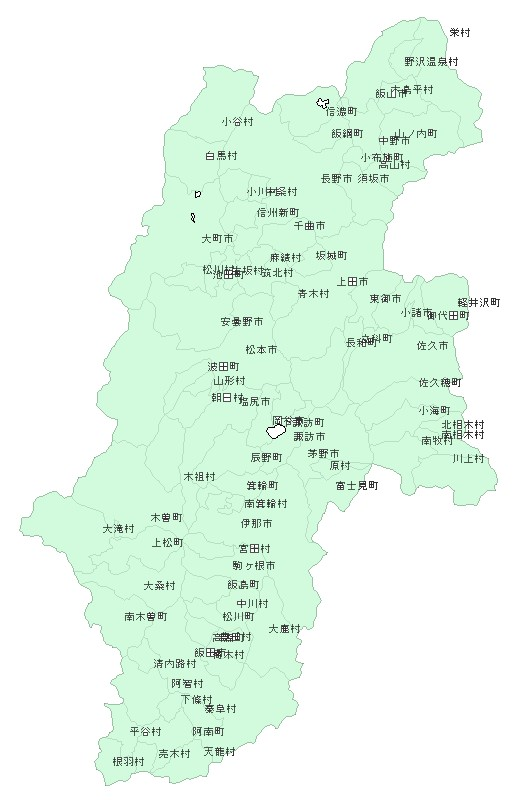 栄村
野沢温泉村
木島平村
飯山市
信濃町
小谷村
飯綱町
山ノ内町
中野市
白馬村
小布施町
高山村
長野市
須坂市
小川村
信州新町
千曲市
大町市
麻績村
坂城町
松川村
池田町
筑北村
上田市
青木村
東御市
軽井沢町
小諸市
御代田町
安曇野市
立科町
長和町
佐久市
松本市
波田町
山形村
佐久穂町
朝日村
塩尻市
小海町
諏訪市
北相木村
南相木村
南牧村
辰野町
茅野市
原村
川上村
木祖村
箕輪町
富士見町
南箕輪村
木曽町
大滝村
伊那市
上松町
宮田村
駒ヶ根市
大桑村
飯島町
中川村
南木曽町
松川町
大鹿村
飯田市
喬木村
清内路村
阿智村
下條村
泰阜村
平谷村
阿南町
売木村
天龍村
根羽村